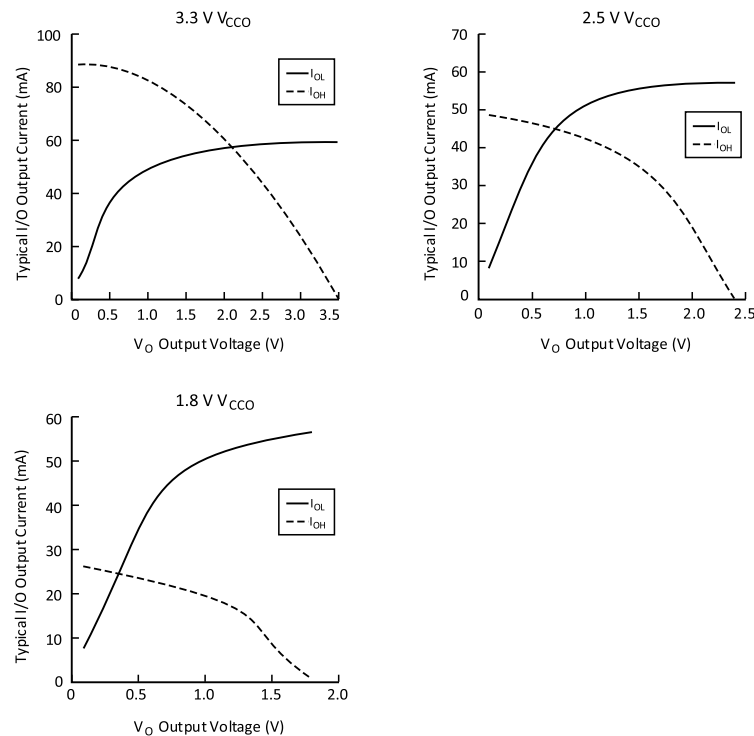 3.3 V VCCO
Typical I/O Output Current (mA)
100
80
60
40
20
0
IOL
IOH
0 0.5 1.0 1.5 2.0 2.5 3.0 3.5
VO Output Voltage (V)
2.5 V VCCO
Typical I/O Output Current (mA)
70
60
50
40
30
20
10
0
IOL
IOH
0 0.5 1.0 1.5 2.0 2.5
VO Output Voltage (V)
1.8 V VCCO
Typical I/O Output Current (mA)
60
50
40
30
20
10
0
IOL
IOH
0 0.5 1.0 1.5 2.0
VO Output Voltage (V)